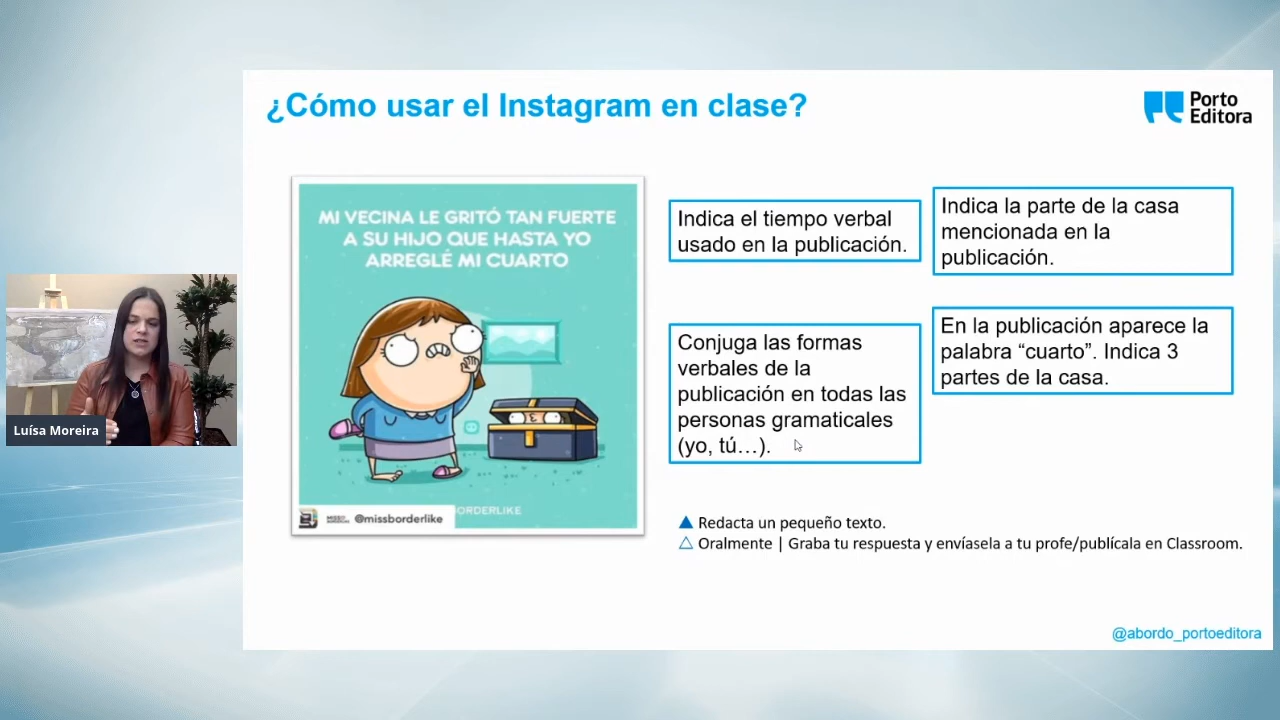 ¿Cómo usar el Instagram en clase?
Porto
Editora
MI VECINA LE GRITÓ TAN FUERTE
A SU HIJO QUE HASTA YO
ARREGLÉ MI CUARTO
@missborderlike
BORDERLIKE
Indica el tiempo verbal
usado en la publicación.
Indica la parte de la casa
mencionada en la
publicación.
Conjuga las formas
verbales de la
publicación en todas las
personas gramaticales
(yo, tú…).
En la publicación aparece la
palabra “cuarto”. Indica 3
partes de la casa.
▲ Redacta un pequeño texto.
△ Oralmente | Graba tu respuesta y envíasela a tu profe/publícala en Classroom.
Luísa Moreira
@abordo_portoeditora